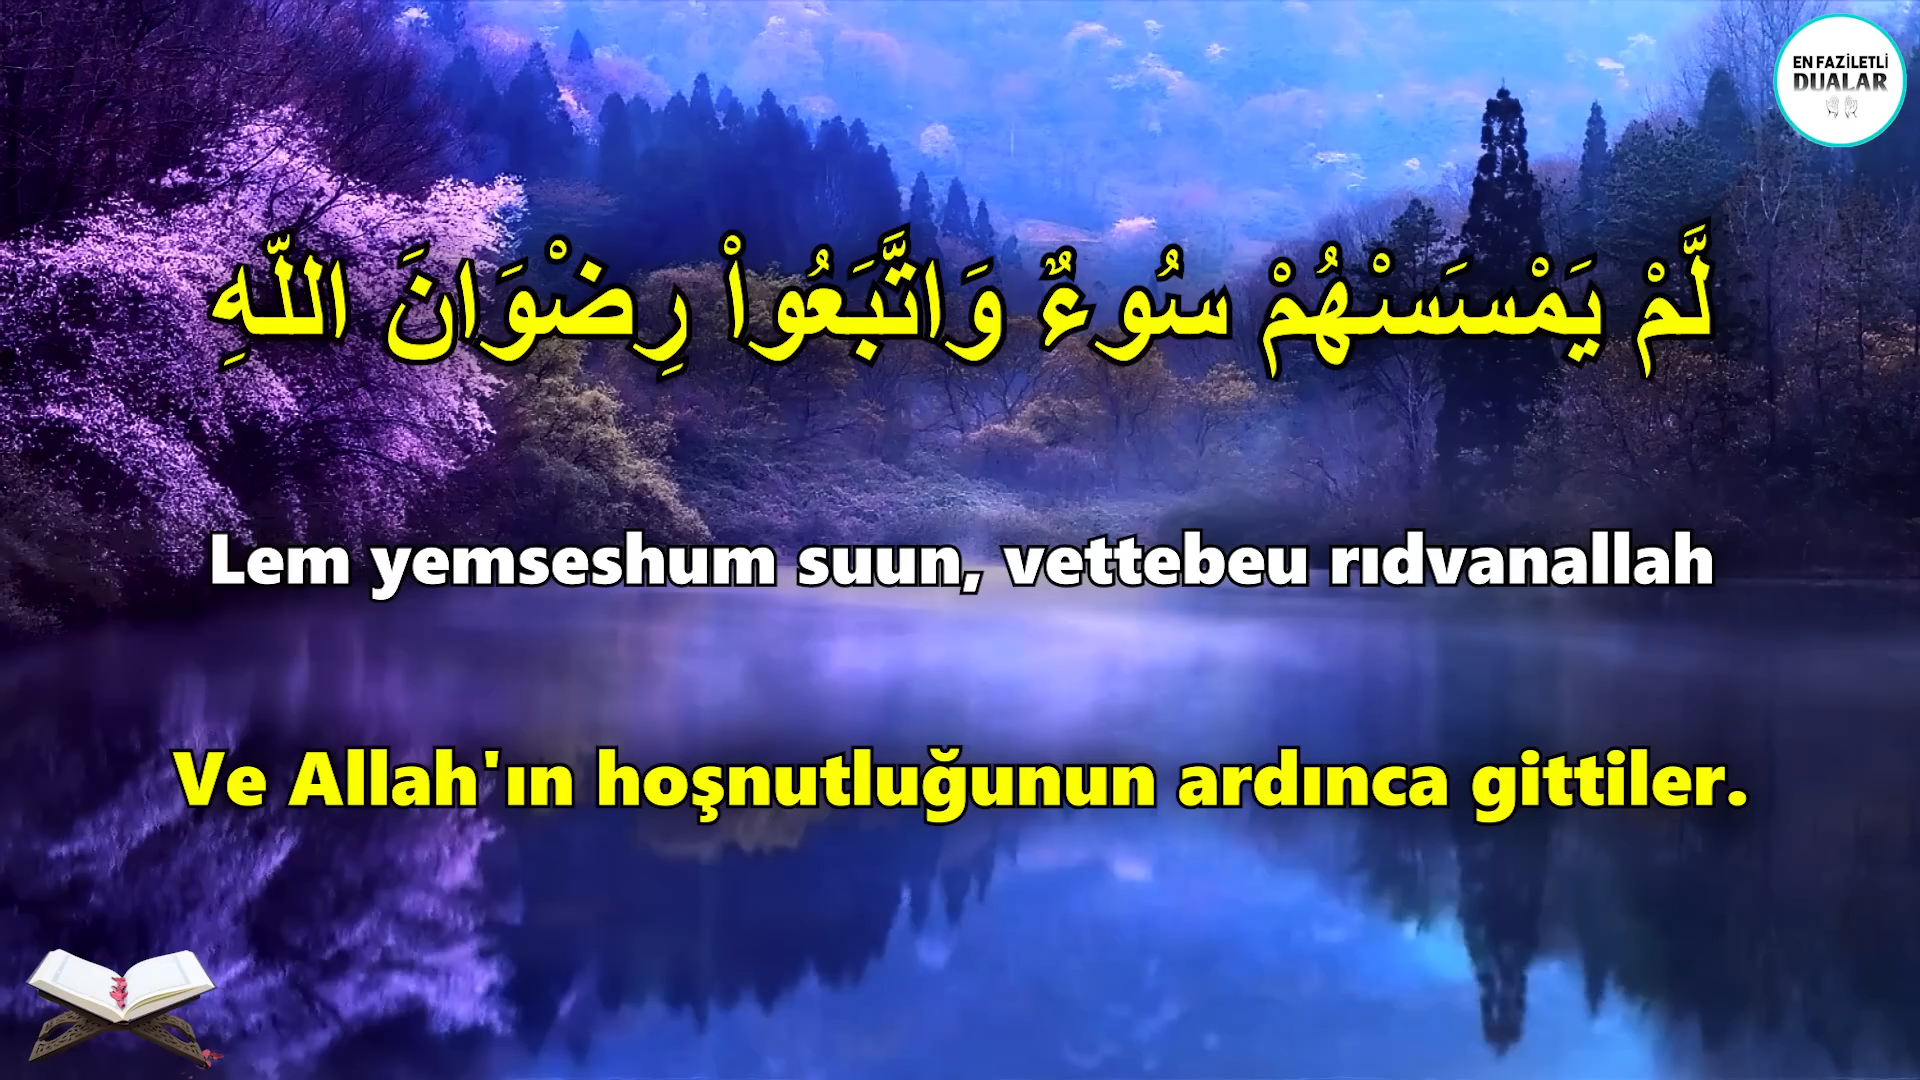 EN FAZİLETLİ
DUALAR
لَّمْ يَمْسَسْهُمْ سُوءٌ وَاتَّبَعُواْ رِضْوَانَ اللّهِ
Lem yemseshum suun, vettebeu rıdvanallah
Ve Allah'ın hoşnutluğunun ardınca gittiler.